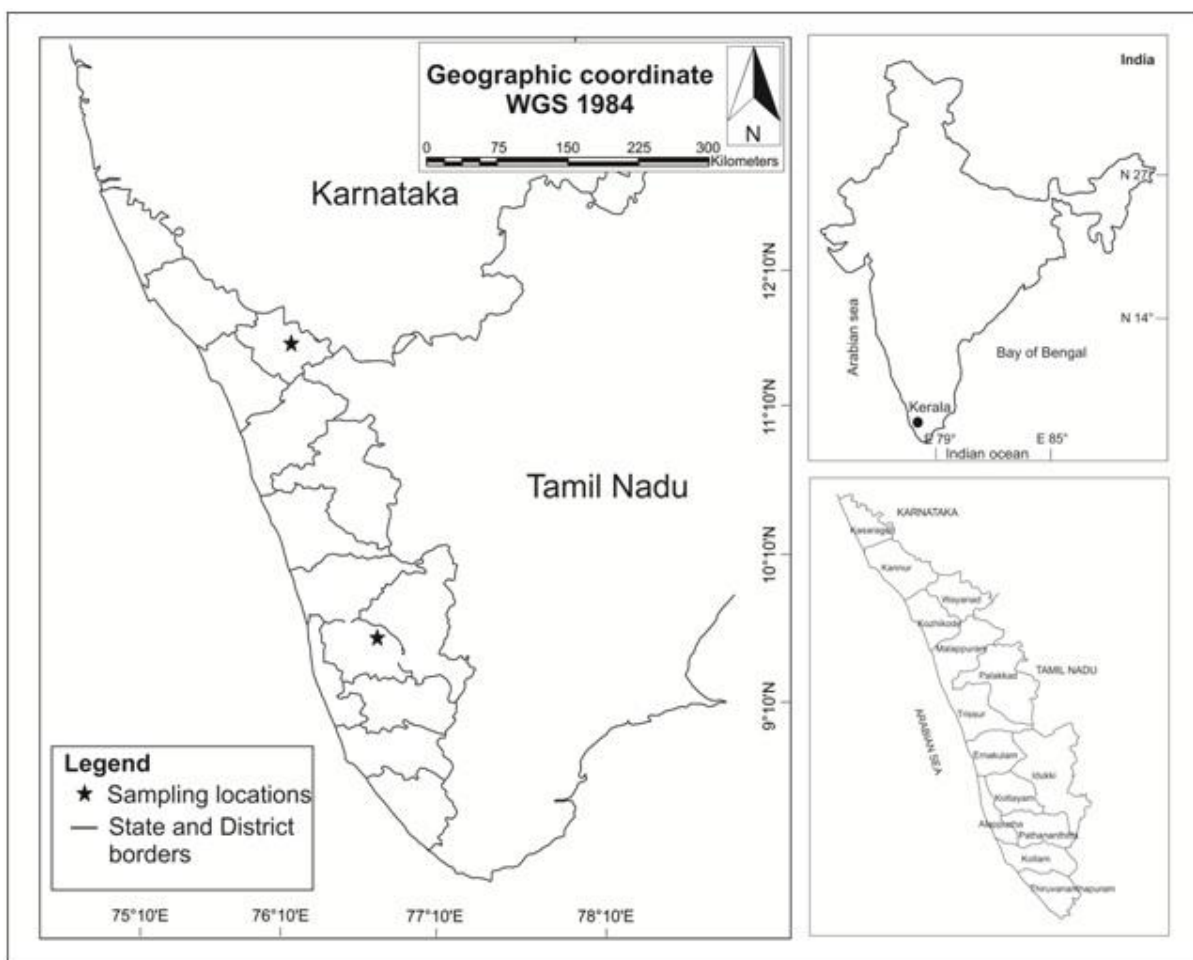 Geographic coordinate
WGS 1984
N
0 75 150 225 300
Kilometers
Karnataka
Tamil Nadu
12°10'N
11°10'N
10°10'N
9°10'N
Legend
Sampling locations
State and District
borders
75°10'E
76°10'E
77°10'E
78°10'E
India
N 27°
N 14°
Arabian sea
Bay of Bengal
Kerala
E 79°
E 85°
Indian ocean
KARNATAKA
Kasaragod
Kannur
Wayanad
Kozhikode
Malappuram
Palakkad
TAMIL NADU
Trissur
ARABIAN SEA
Ernakulam
Idukki
Kottayam
Alappuzha
Pathanamthitta
Kollam
Thiruvananthapuram